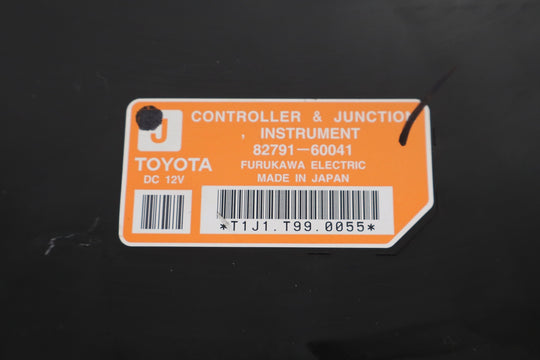 J
CONTROLLER & JUNCTION
INSTRUMENT
82791-60041
TOYOTA
FURUKAWA ELECTRIC
DC 12V
MADE IN JAPAN
*T1J1.T99.0055*